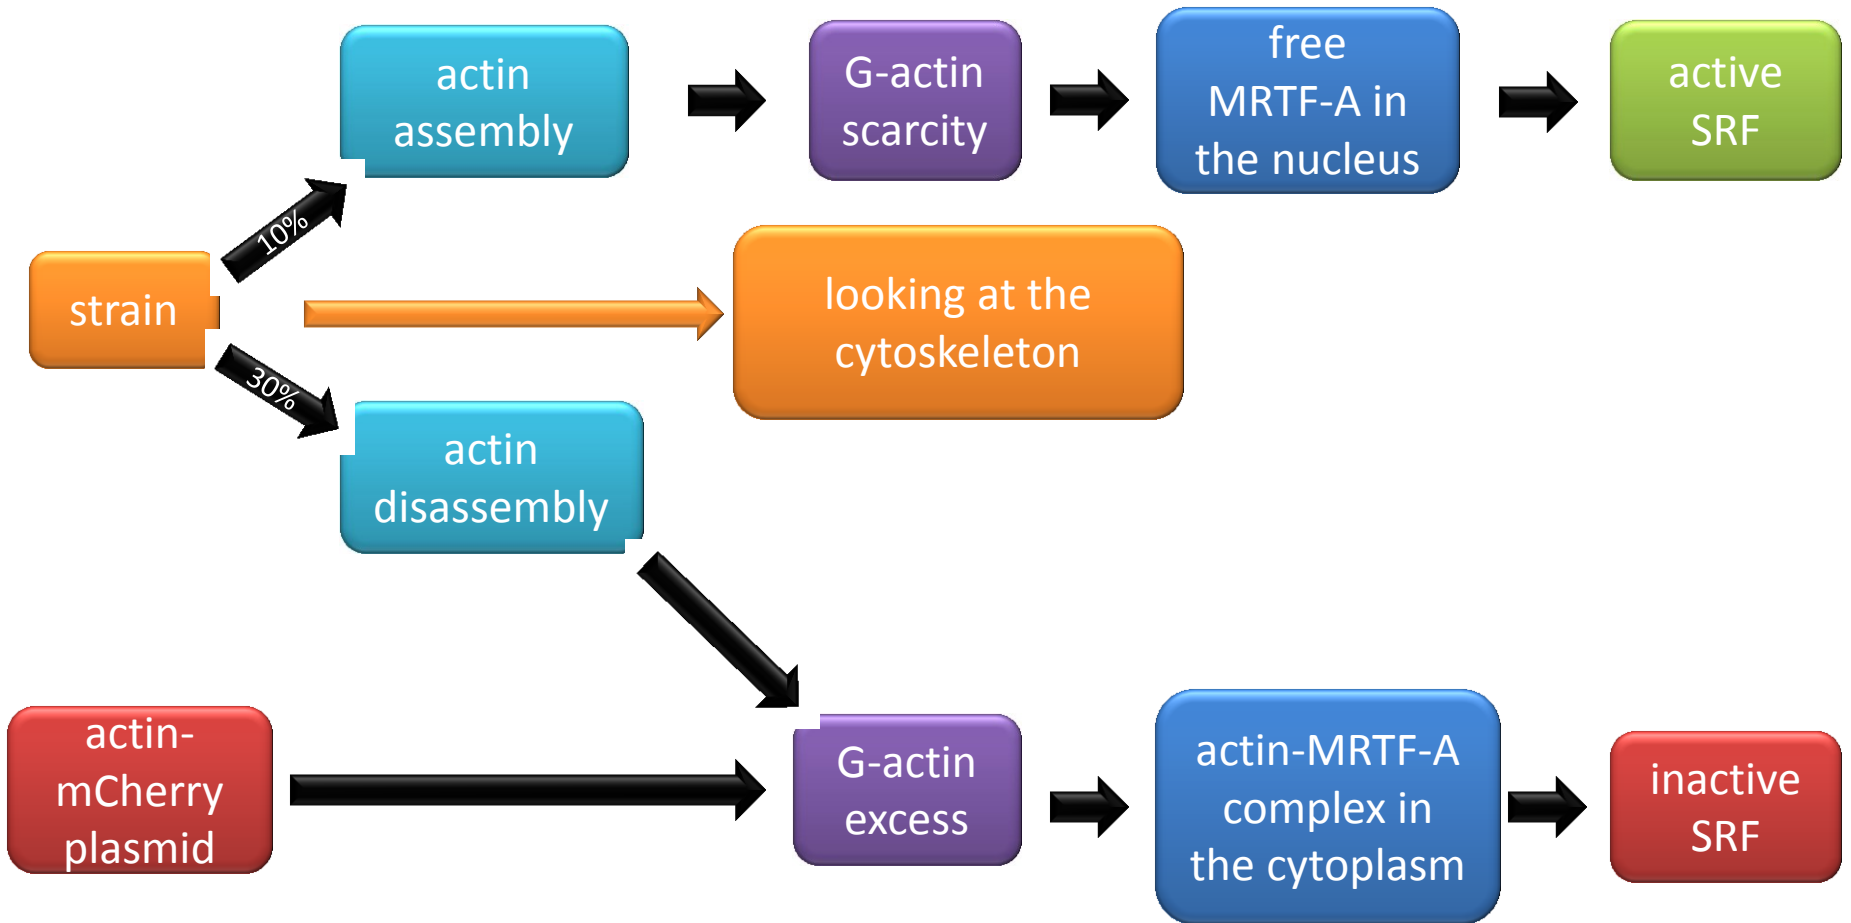 actin
assembly
G-actin
scarcity
free
MRTF-A in
the nucleus
active
SRF
10%
strain
looking at the
cytoskeleton
30%
actin
disassembly
actin-
mCherry
plasmid
G-actin
excess
actin-MRTF-A
complex in
the cytoplasm
inactive
SRF